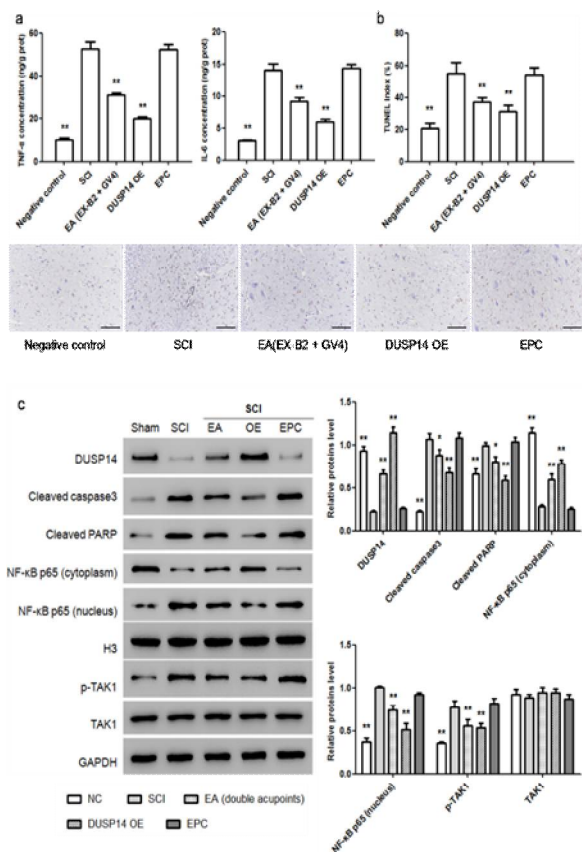 a
b
TNF-α concentration (ng/g prot)
60
40
20
0
**
**
**
Negative control
SCI
EA (EX-B2 + GV4)
DUSP14 OE
EPC
IL-6 concentration (ng/g prot)
20
15
10
5
0
**
**
**
Negative control
SCI
EA (EX-B2 + GV4)
DUSP14 OE
EPC
TUNEL Index (%)
80
60
40
20
0
**
**
**
Negative control
SCI
EA (EX-B2 + GV4)
DUSP14 OE
EPC
Negative control
SCI
EA(EX-B2 + GV4)
DUSP14 OE
EPC
c
SCI
Sham SCI EA OE EPC
DUSP14
Cleaved caspase3
Cleaved PARP
NF-κB p65 (cytoplasm)
NF-κB p65 (nucleus)
H3
p-TAK1
TAK1
GAPDH
Relative proteins level
1.5
1.0
0.5
0.0
** ** **
** * **
** * **
** ** **
DUSP14
Cleaved caspase3
Cleaved PARP
NF-κB p65 (cytoplasm)
Relative proteins level
1.5
1.0
0.5
0.0
** ** **
** ** **
NF-κB p65 (nucleus)
p-TAK1
TAK1
NC
SCI
EA (double acupoints)
DUSP14 OE
EPC